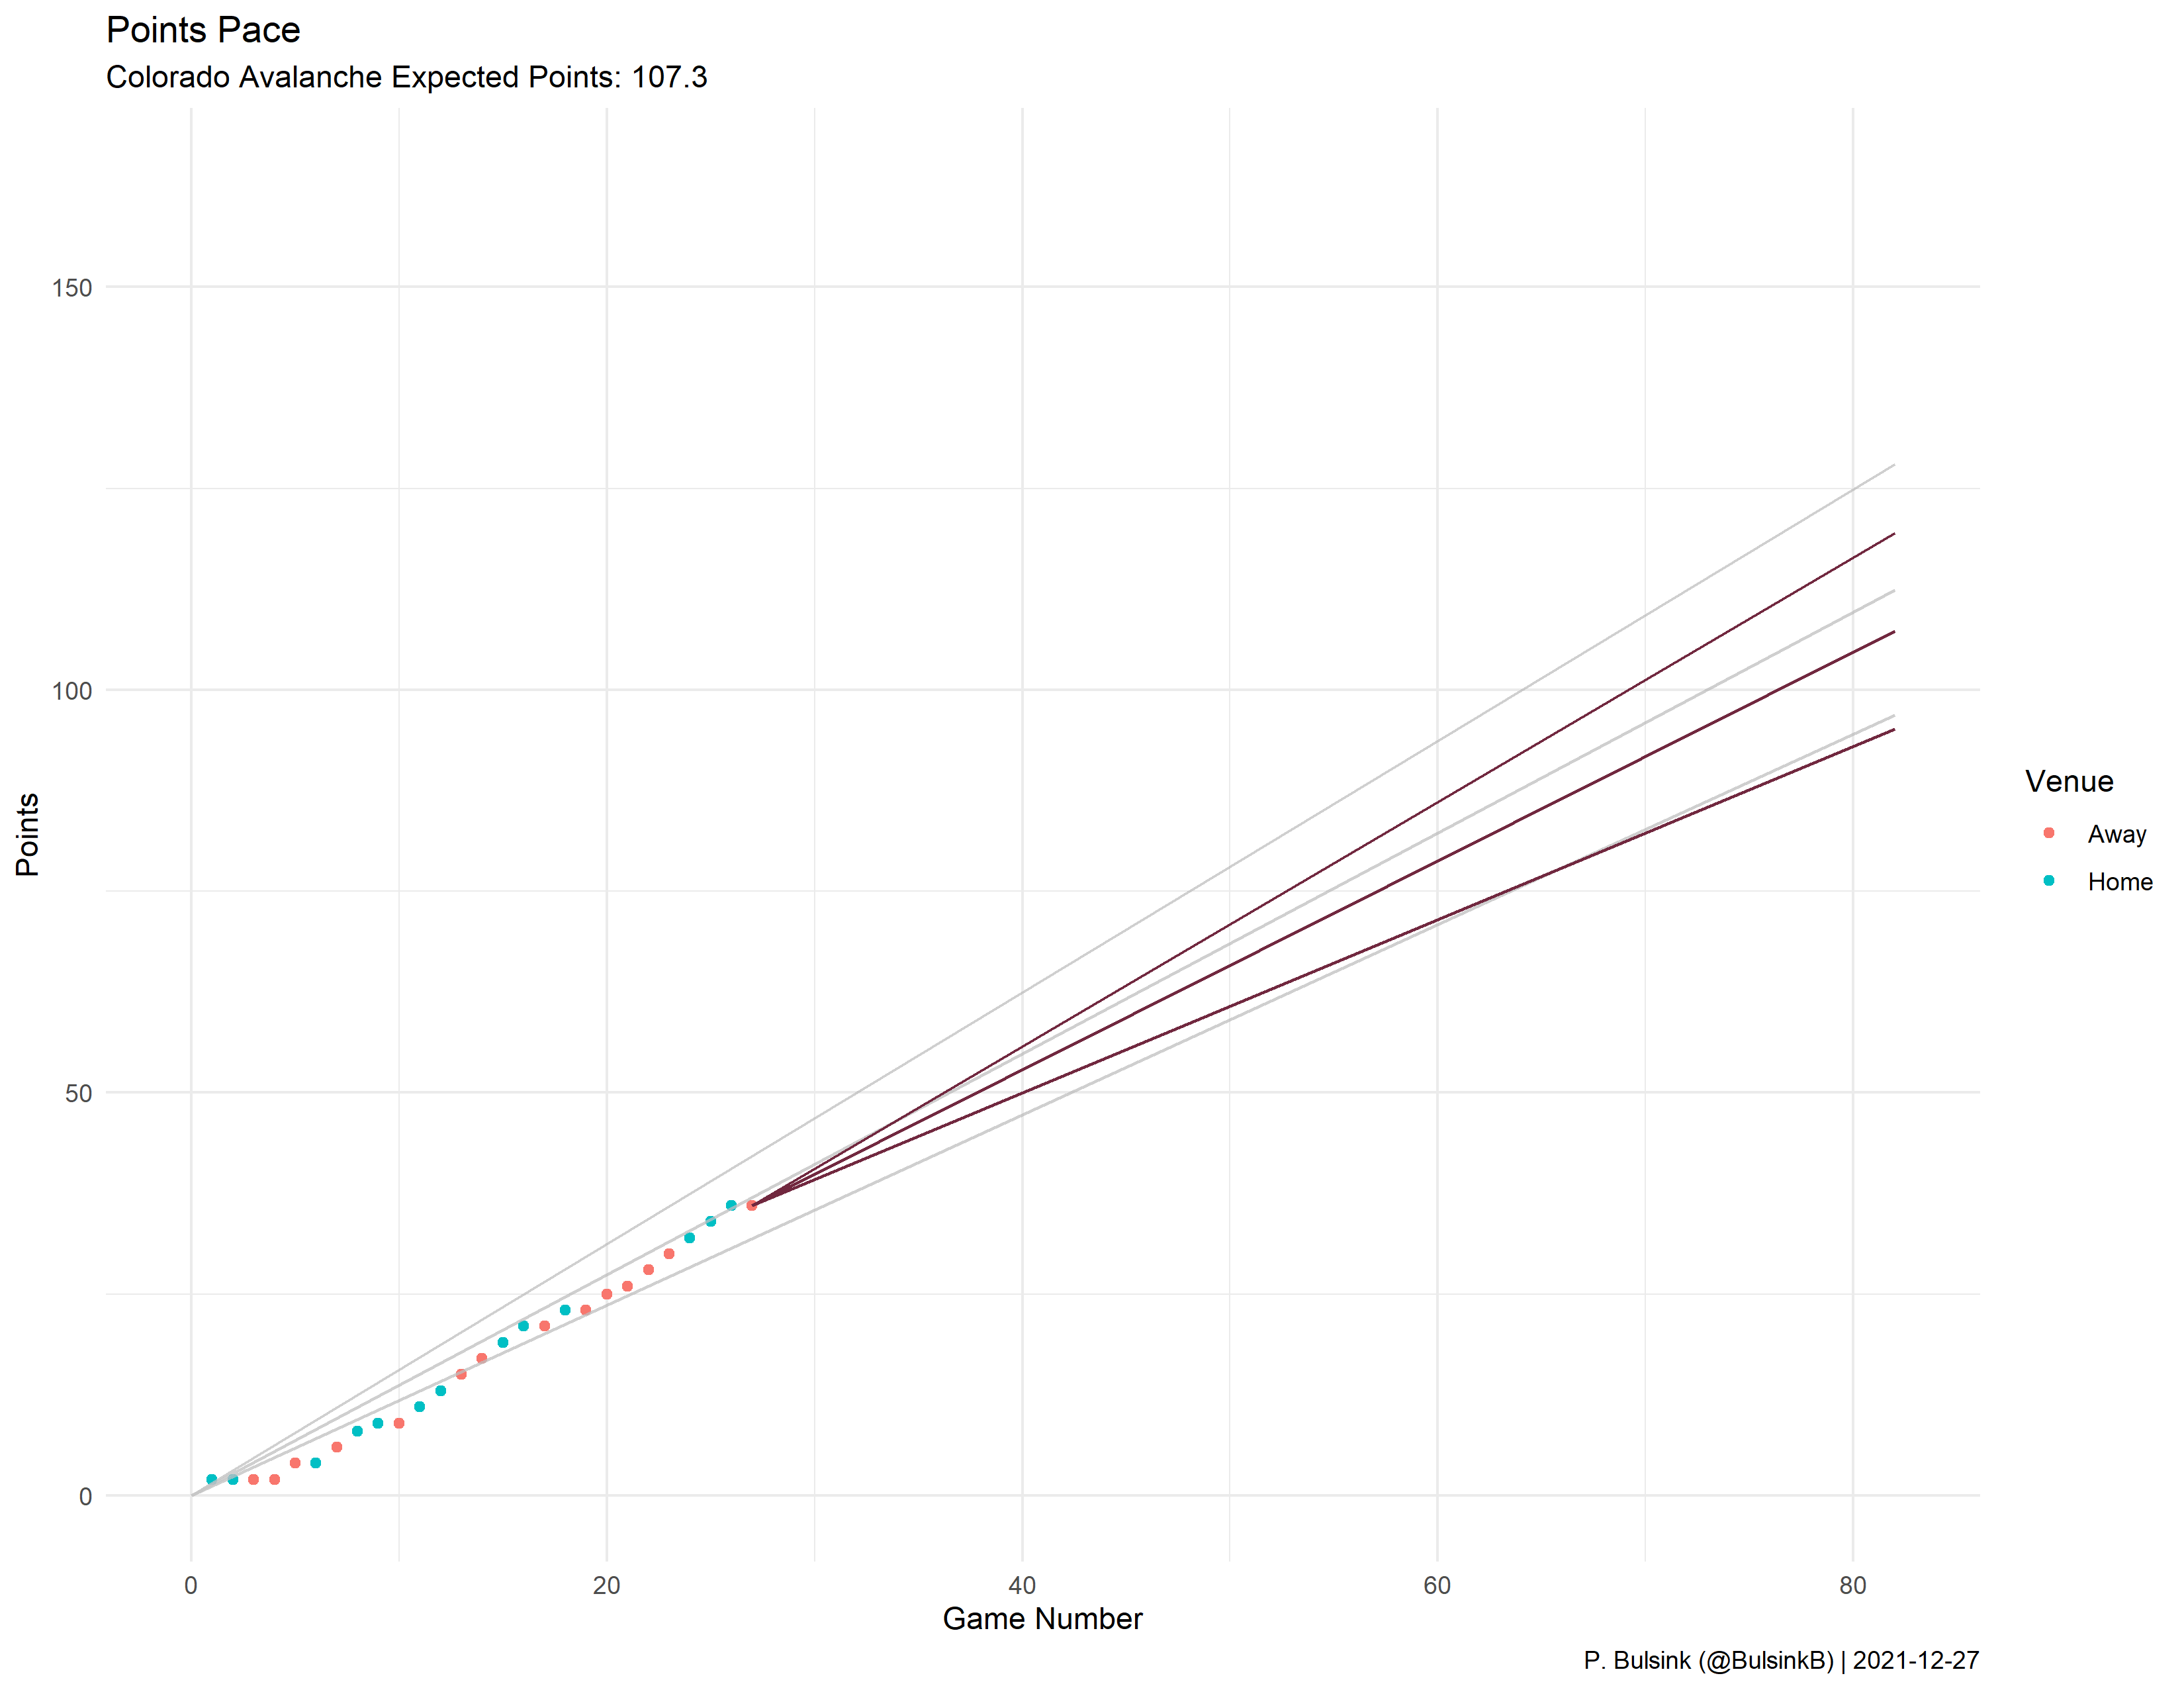 Points Pace
Colorado Avalanche Expected Points: 107.3
150
100
50
0
Points
0 20 40 60 80
Game Number
Venue
Away
Home
P. Bulsink (@BulsinkB) | 2021-12-27